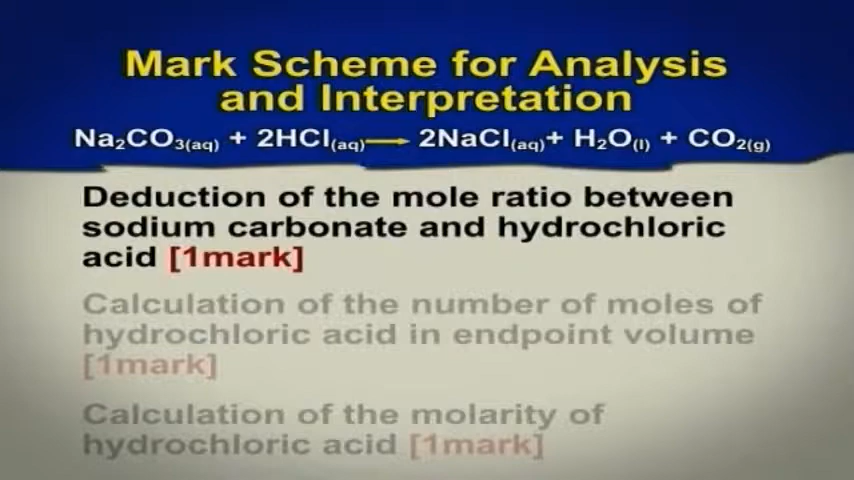 Mark Scheme for Analysis
and Interpretation
Na₂CO₃(aq) + 2HCl(aq) → 2NaCl(aq) + H₂O(l) + CO₂(g)
Deduction of the mole ratio between
sodium carbonate and hydrochloric
acid [1mark]
Calculation of the number of moles of
hydrochloric acid in endpoint volume
[1mark]
Calculation of the molarity of
hydrochloric acid [1mark]